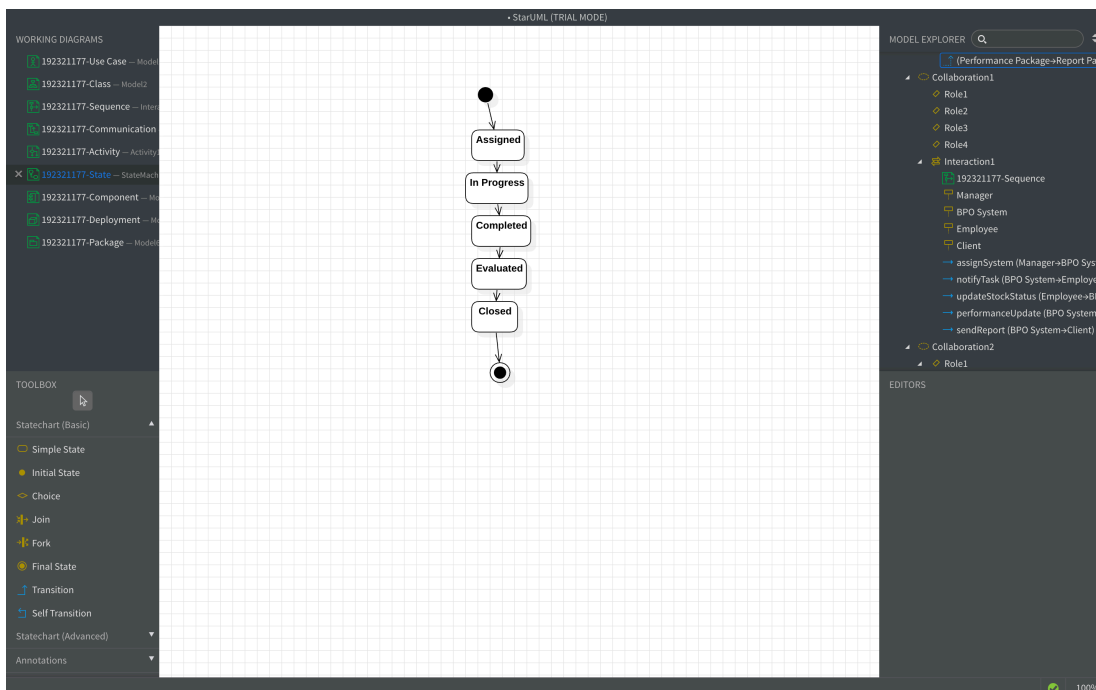 • StarUML (TRIAL MODE)
WORKING DIAGRAMS
192321177-Use Case — Model
192321177-Class — Model2
192321177-Sequence — Intera
192321177-Communication
192321177-Activity — Activity1
192321177-State — StateMach
192321177-Component — Mo
192321177-Deployment — Mo
192321177-Package — Model6
TOOLBOX
Statechart (Basic)
Simple State
Initial State
Choice
Join
Fork
Final State
Transition
Self Transition
Statechart (Advanced)
Annotations
Assigned
In Progress
Completed
Evaluated
Closed
MODEL EXPLORER
(Performance Package→Report Pa
Collaboration1
Role1
Role2
Role3
Role4
Interaction1
192321177-Sequence
Manager
BPO System
Employee
Client
assignSystem (Manager→BPO Sys
notifyTask (BPO System→Employe
updateStockStatus (Employee→B
performanceUpdate (BPO System
sendReport (BPO System→Client)
Collaboration2
Role1
EDITORS
100%